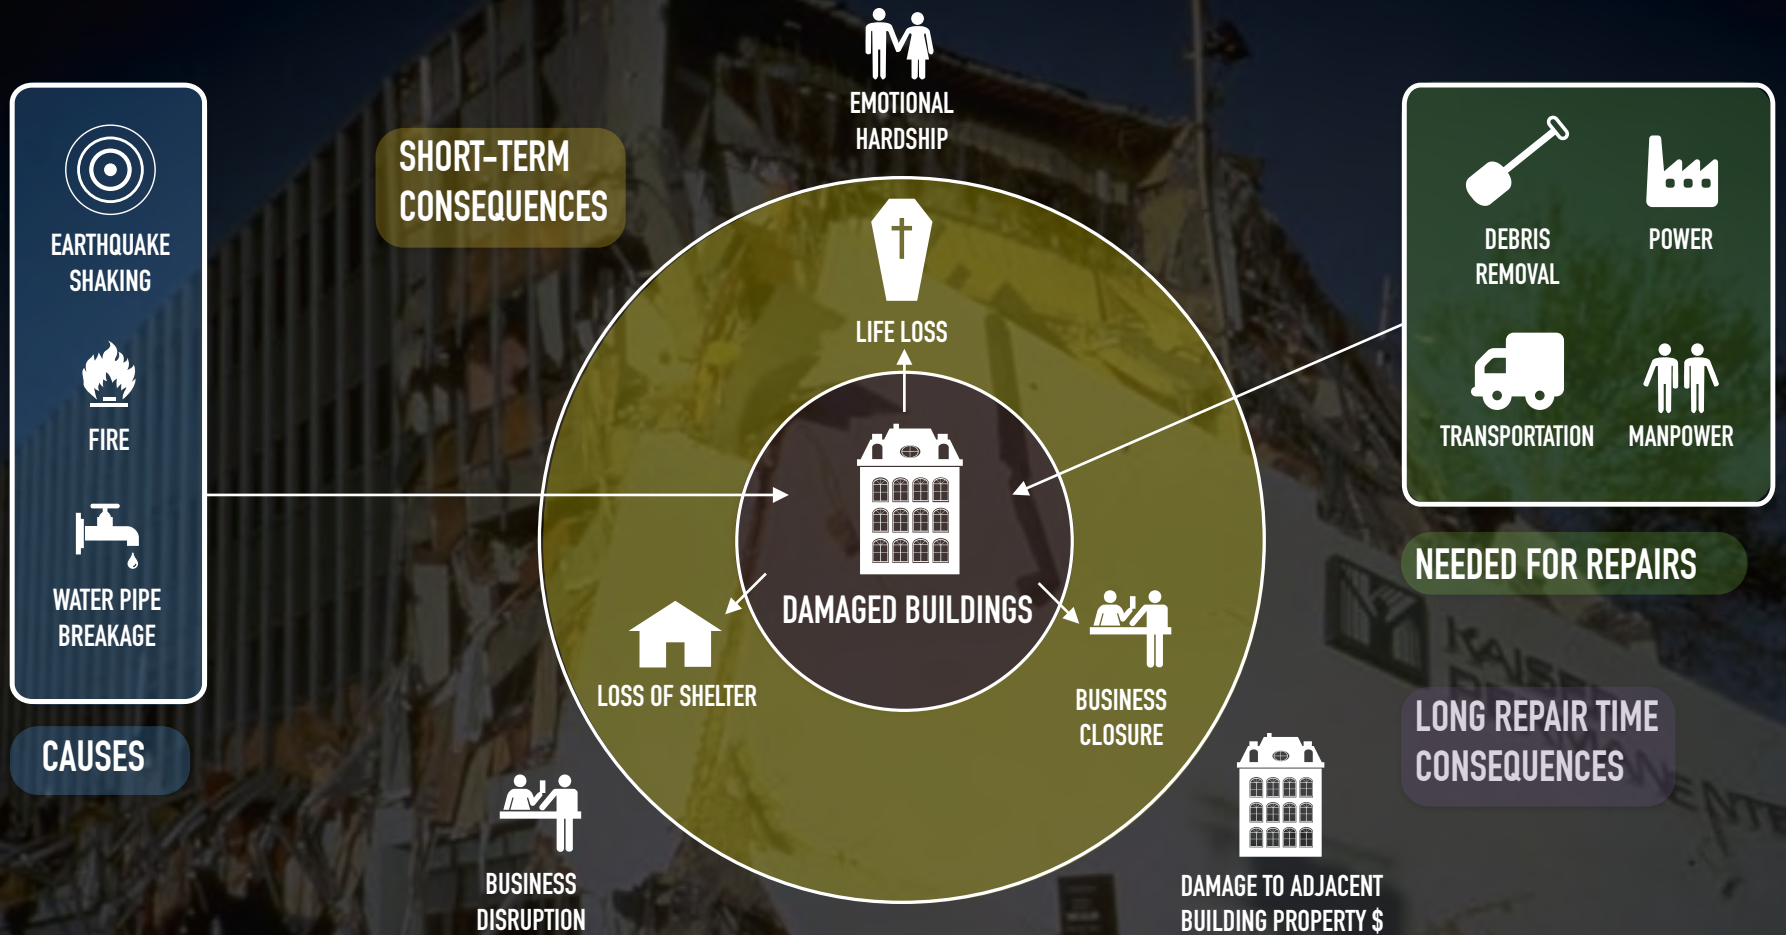 EMOTIONAL
HARDSHIP
EARTHQUAKE
SHAKING
FIRE
WATER PIPE
BREAKAGE
CAUSES
SHORT-TERM
CONSEQUENCES
LIFE LOSS
DAMAGED BUILDINGS
LOSS OF SHELTER
BUSINESS
CLOSURE
BUSINESS
DISRUPTION
DAMAGE TO ADJACENT
BUILDING PROPERTY $
DEBRIS
REMOVAL
POWER
TRANSPORTATION
MANPOWER
NEEDED FOR REPAIRS
LONG REPAIR TIME
CONSEQUENCES